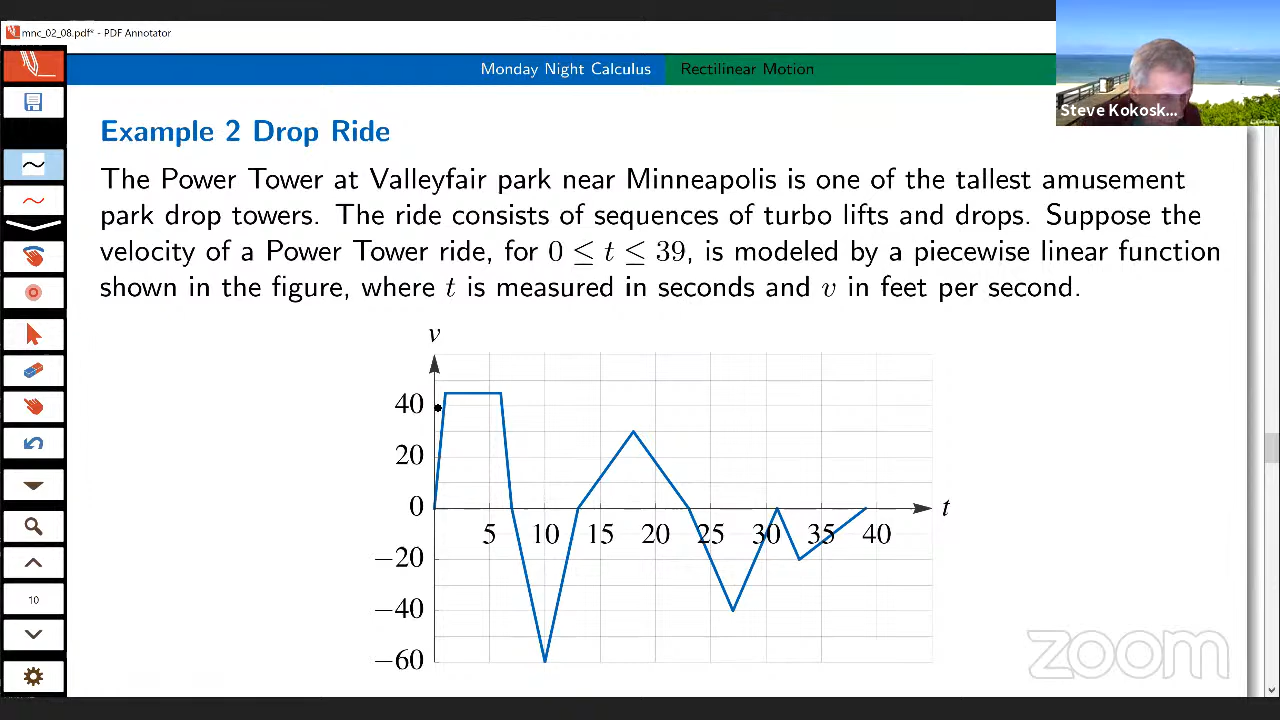 mnc_02_08.pdf* - PDF Annotator
Monday Night Calculus Rectilinear Motion
Steve Kokosk...
Example 2 Drop Ride
The Power Tower at Valleyfair park near Minneapolis is one of the tallest amusement
park drop towers. The ride consists of sequences of turbo lifts and drops. Suppose the
velocity of a Power Tower ride, for 0 ≤ t ≤ 39, is modeled by a piecewise linear function
shown in the figure, where t is measured in seconds and v in feet per second.
v
40
20
0
t
5 10 15 20 25 30 35 40
−20
−40
−60
10
zoom